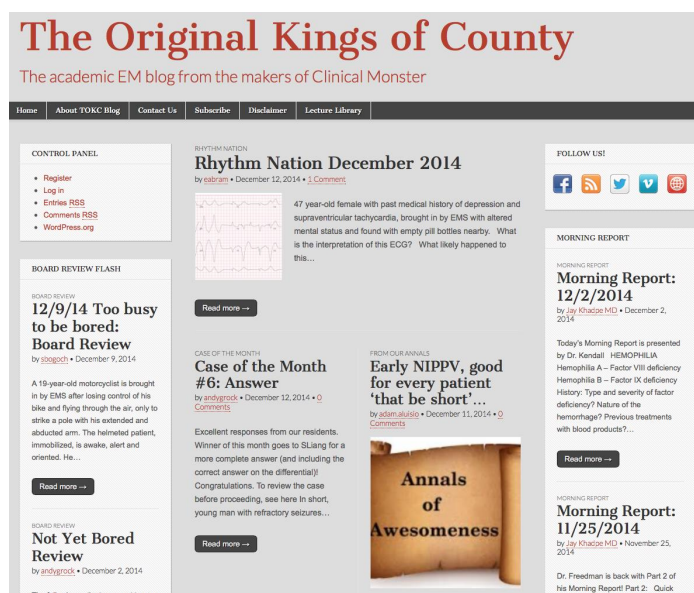 The Original Kings of County
The academic EM blog from the makers of Clinical Monster
Home
About TOKC Blog
Contact Us
Subscribe
Disclaimer
Lecture Library
CONTROL PANEL
Register
Log in
Entries RSS
Comments RSS
WordPress.org
BOARD REVIEW FLASH
BOARD REVIEW
12/9/14 Too busy
to be bored:
Board Review
by sbogoch • December 9, 2014
A 19-year-old motorcyclist is brought
in by EMS after losing control of his
bike and flying through the air, only to
strike a pole with his extended and
abducted arm. The helmeted patient,
immobilized, is awake, alert and
oriented. He…
Read more →
BOARD REVIEW
Not Yet Bored
Review
by andygrock • December 2, 2014
RHYTHM NATION
Rhythm Nation December 2014
by eabram • December 12, 2014 • 1 Comment
47 year-old female with past medical history of depression and
supraventricular tachycardia, brought in by EMS with altered
mental status and found with empty pill bottles nearby. What
is the interpretation of this ECG? What likely happened to
this…
Read more →
CASE OF THE MONTH
Case of the Month
#6: Answer
by andygrock • December 12, 2014 • 0
Comments
Excellent responses from our residents.
Winner of this month goes to SLiang for a
more complete answer (and including the
correct answer on the differential)!
Congratulations. To review the case
before proceeding, see here In short,
young man with refractory seizures…
Read more →
FROM OUR ANNALS
Early NIPPV, good
for every patient
‘that be short’…
by adam.aluisio • December 11, 2014 • 0
Comments
Annals
of
Awesomeness
FOLLOW US!
MORNING REPORT
MORNING REPORT
Morning Report:
12/2/2014
by Jay Khadpe MD • December 2,
2014
Today's Morning Report is presented
by Dr. Kendall HEMOPHILIA
Hemophilia A – Factor VIII deficiency
Hemophilia B – Factor IX deficiency
History: Type and severity of factor
deficiency? Nature of the
hemorrhage? Previous treatments
with blood products?…
Read more →
MORNING REPORT
Morning Report:
11/25/2014
by Jay Khadpe MD • November 25,
2014
Dr. Freedman is back with Part 2 of
his Morning Report! Part 2: Quick